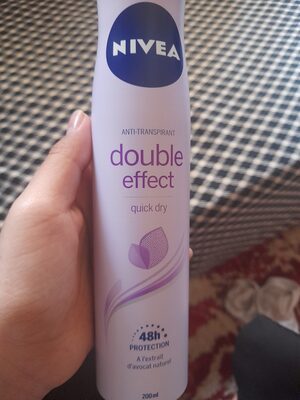 NIVEA
ANTI-TRANSPIRANT
double
effect
quick dry
48h
PROTECTION
A l'extrait
d'avocat naturel
200ml